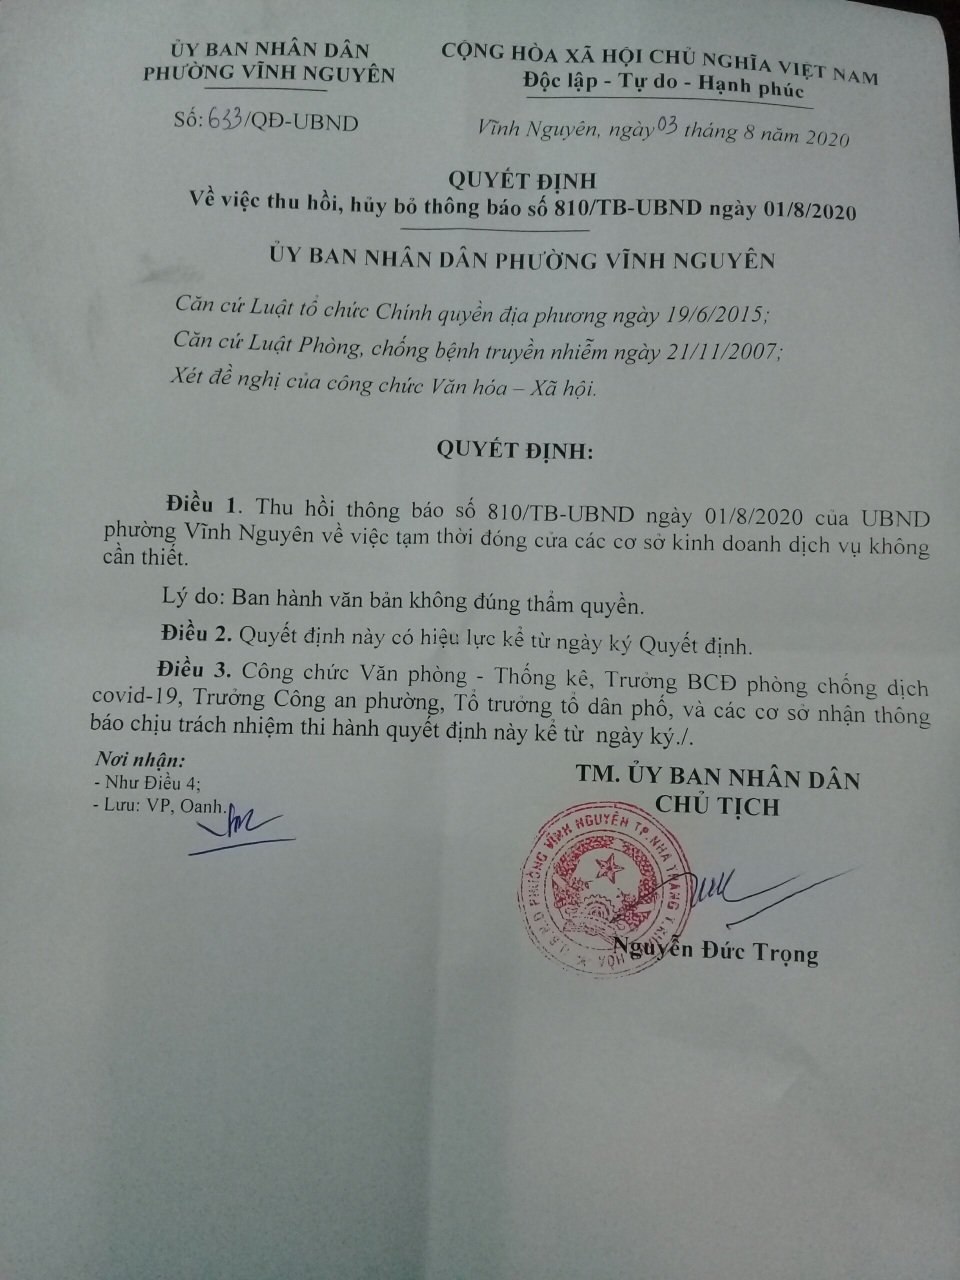 ỦY BAN NHÂN DÂN
PHƯỜNG VĨNH NGUYÊN
CỘNG HÒA XÃ HỘI CHỦ NGHĨA VIỆT NAM
Độc lập - Tự do - Hạnh phúc
Số: 633/QĐ-UBND
Vĩnh Nguyên, ngày 03 tháng 8 năm 2020
QUYẾT ĐỊNH
Về việc thu hồi, hủy bỏ thông báo số 810/TB-UBND ngày 01/8/2020
ỦY BAN NHÂN DÂN PHƯỜNG VĨNH NGUYÊN
Căn cứ Luật tổ chức Chính quyền địa phương ngày 19/6/2015;
Căn cứ Luật Phòng, chống bệnh truyền nhiễm ngày 21/11/2007;
Xét đề nghị của công chức Văn hóa – Xã hội.
QUYẾT ĐỊNH:
Điều 1. Thu hồi thông báo số 810/TB-UBND ngày 01/8/2020 của UBND
phường Vĩnh Nguyên về việc tạm thời đóng cửa các cơ sở kinh doanh dịch vụ không
cần thiết.
Lý do: Ban hành văn bản không đúng thẩm quyền.
Điều 2. Quyết định này có hiệu lực kể từ ngày ký Quyết định.
Điều 3. Công chức Văn phòng - Thống kê, Trưởng BCĐ phòng chống dịch
covid-19, Trưởng Công an phường, Tổ trưởng tổ dân phố, và các cơ sở nhận thông
báo chịu trách nhiệm thi hành quyết định này kể từ ngày ký./.
Nơi nhận:
- Như Điều 4;
- Lưu: VP, Oanh.
TM. ỦY BAN NHÂN DÂN
CHỦ TỊCH
U.B.N.D PHƯỜNG VĨNH NGUYÊN TP.NHA TRANG T.KHÁNH HÒA
Nguyễn Đức Trọng